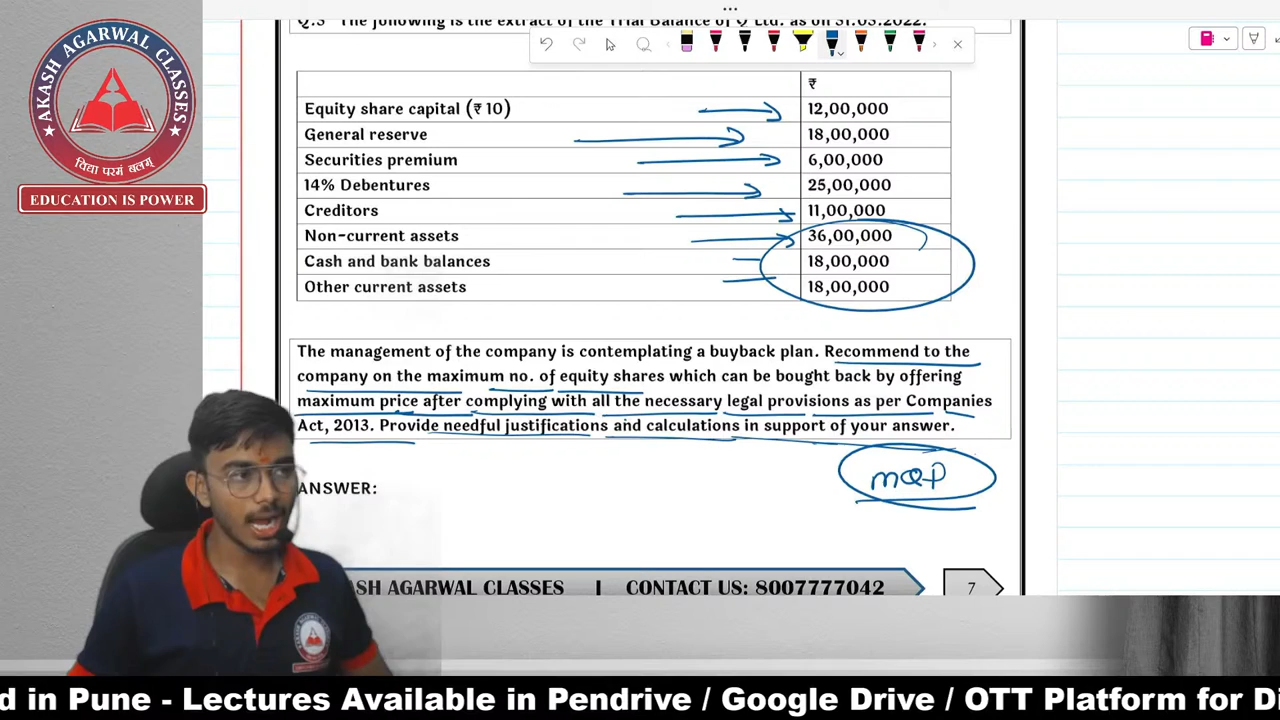 Q.3 The following is the extract of the Trial Balance of Q Ltd. as on 31.03.2022.
AKASH AGARWAL CLASSES
विद्या परमं बलम्
EDUCATION IS POWER
₹
Equity share capital (₹ 10) 12,00,000
General reserve 18,00,000
Securities premium 6,00,000
14% Debentures 25,00,000
Creditors 11,00,000
Non-current assets 36,00,000
Cash and bank balances 18,00,000
Other current assets 18,00,000
The management of the company is contemplating a buyback plan. Recommend to the
company on the maximum no. of equity shares which can be bought back by offering
maximum price after complying with all the necessary legal provisions as per Companies
Act, 2013. Provide needful justifications and calculations in support of your answer.
MQP
ANSWER:
ASH AGARWAL CLASSES | CONTACT US: 8007777042 7
d in Pune - Lectures Available in Pendrive / Google Drive / OTT Platform for Di